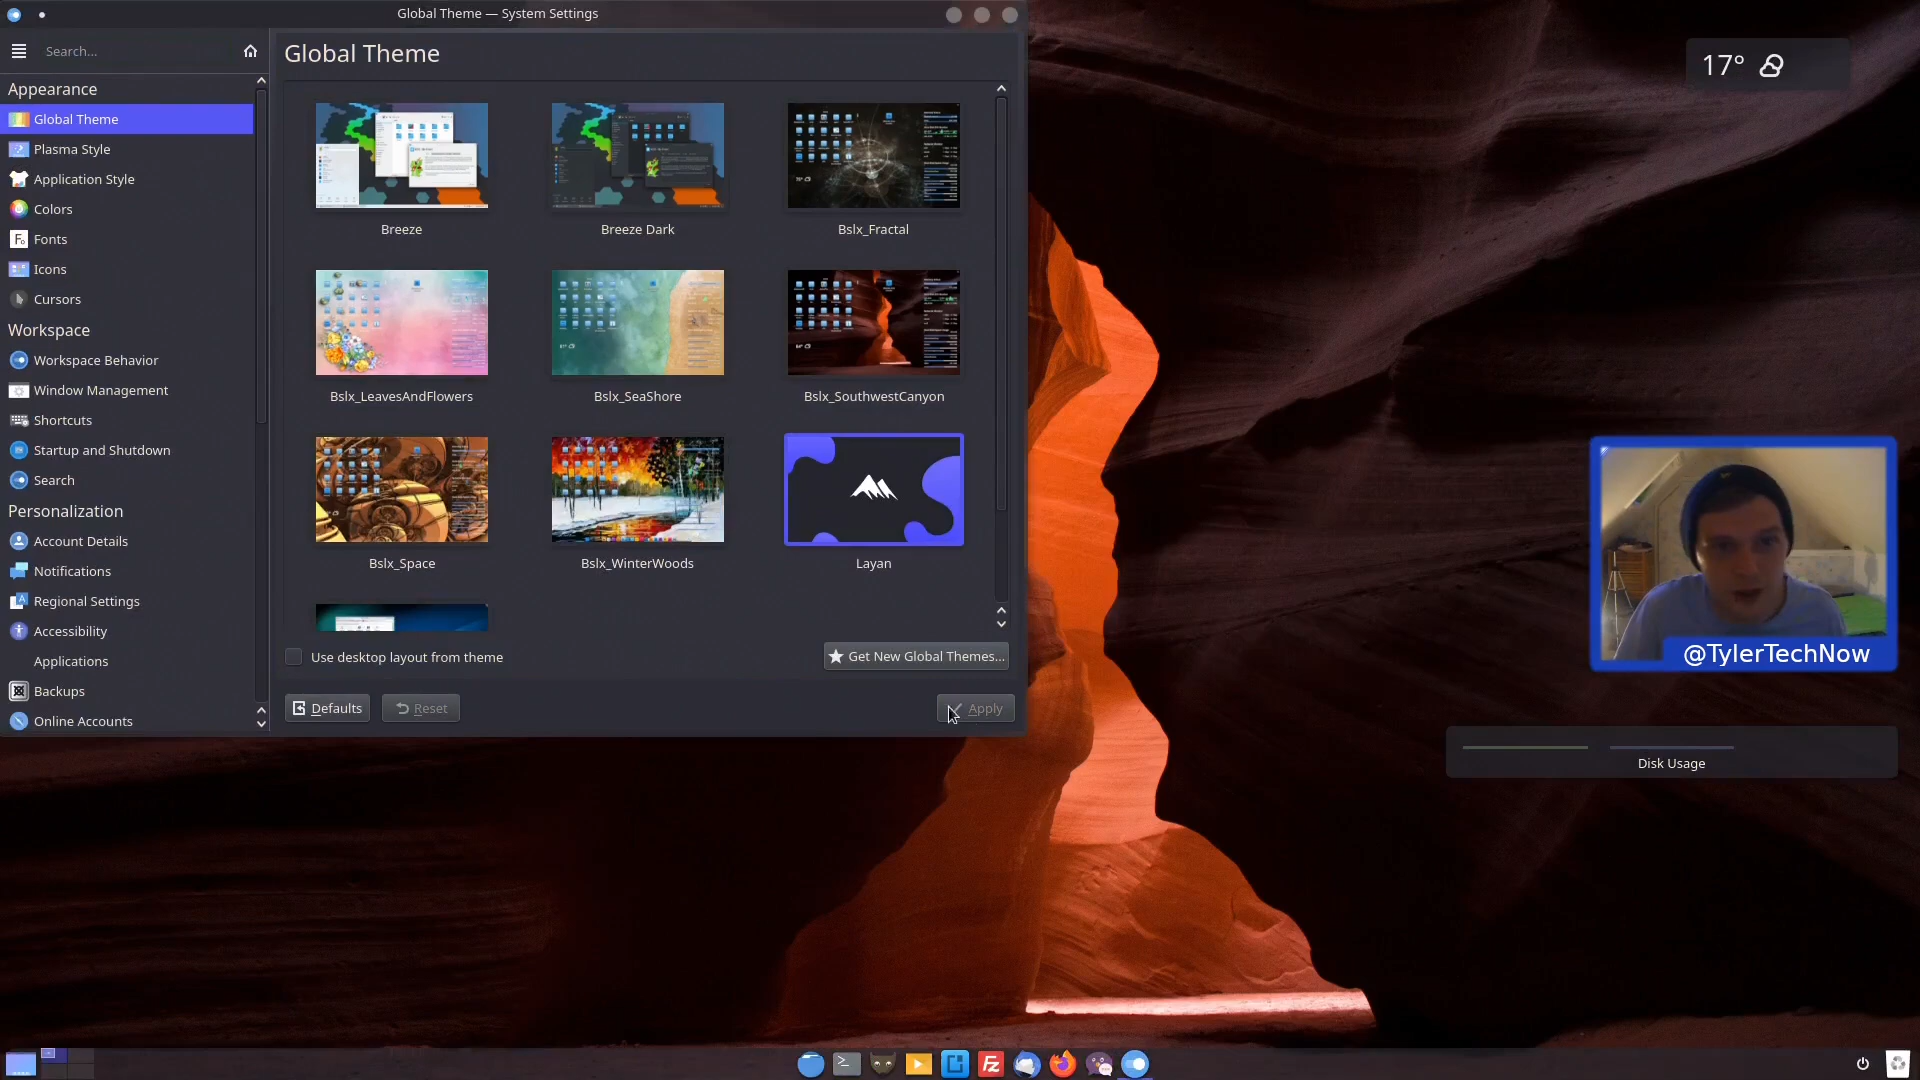 Global Theme — System Settings
Search...
Global Theme
Appearance
Global Theme
Plasma Style
Application Style
Colors
Fonts
Icons
Cursors
Workspace
Workspace Behavior
Window Management
Shortcuts
Startup and Shutdown
Search
Personalization
Account Details
Notifications
Regional Settings
Accessibility
Applications
Backups
Online Accounts
Breeze
Breeze Dark
Bslx_Fractal
Bslx_LeavesAndFlowers
Bslx_SeaShore
Bslx_SouthwestCanyon
Bslx_Space
Bslx_WinterWoods
Layan
Use desktop layout from theme
Get New Global Themes...
Defaults
Reset
Apply
17°
@TylerTechNow
Disk Usage